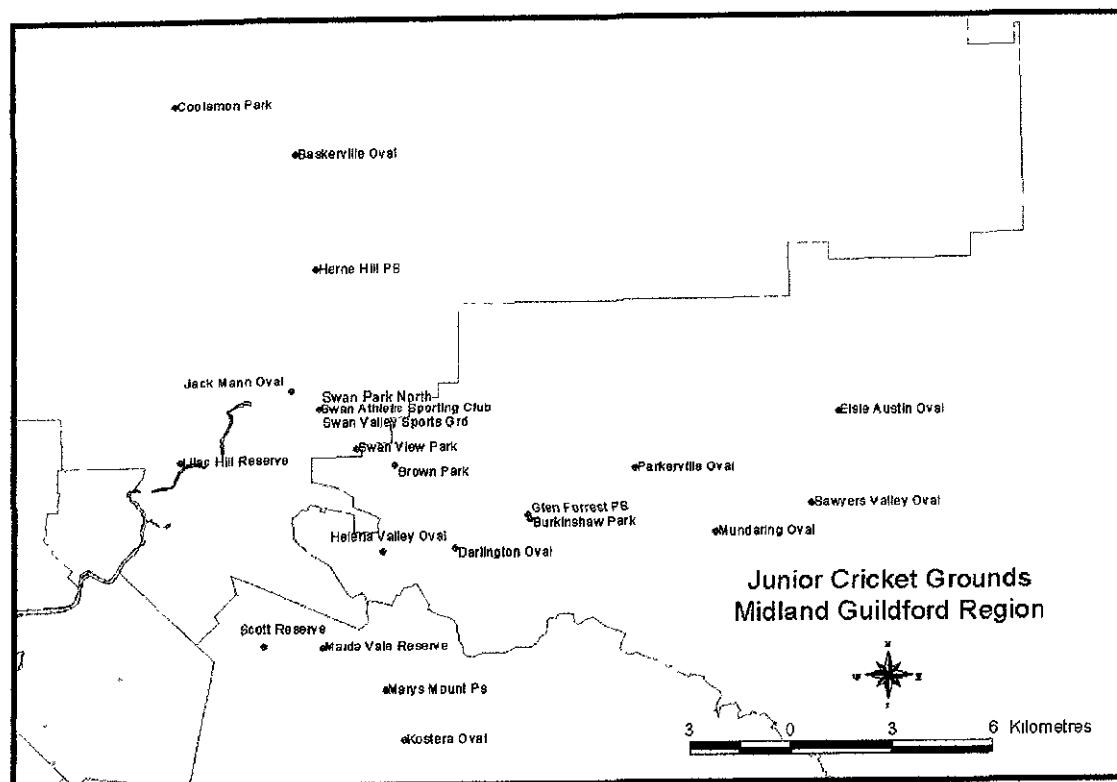 Coolamon Park
Baskerville Oval
Herne Hill PS
Jack Mann Oval
Swan Park North
Swan Athletic Sporting Club
Swan Valley Sports Grd
Elsie Austin Oval
Swan View Park
Lilac Hill Reserve
Brown Park
Parkerville Oval
Sawyers Valley Oval
Glen Forrest PS
Burkinshaw Park
Mundaring Oval
Helena Valley Oval
Darlington Oval
Junior Cricket Grounds
Midland Guildford Region
Scott Reserve
Maida Vale Reserve
N
W E
S
Marys Mount Ps
3 0 3 6 Kilometres
Kostera Oval